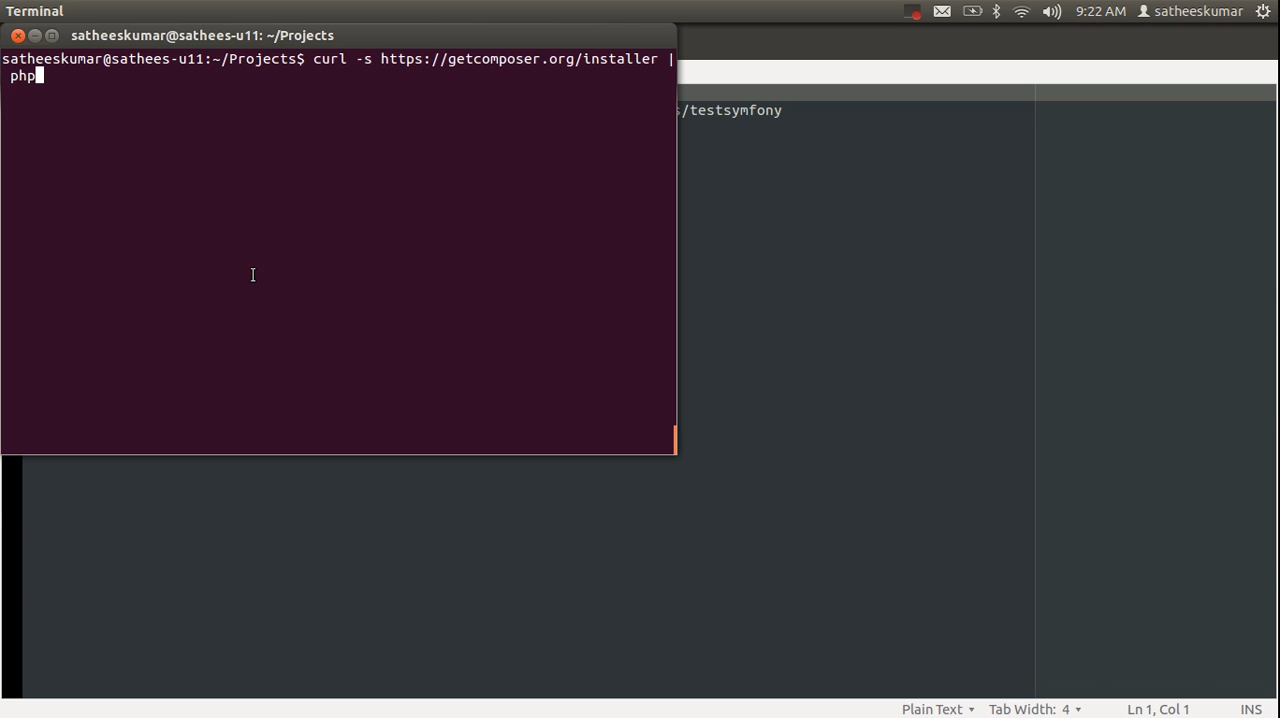 Terminal
9:22 AM
satheeskumar
satheeskumar@sathees-u11: ~/Projects
satheeskumar@sathees-u11:~/Projects$ curl -s https://getcomposer.org/installer |
php
s/testsymfony
Plain Text
Tab Width: 4
Ln 1, Col 1
INS